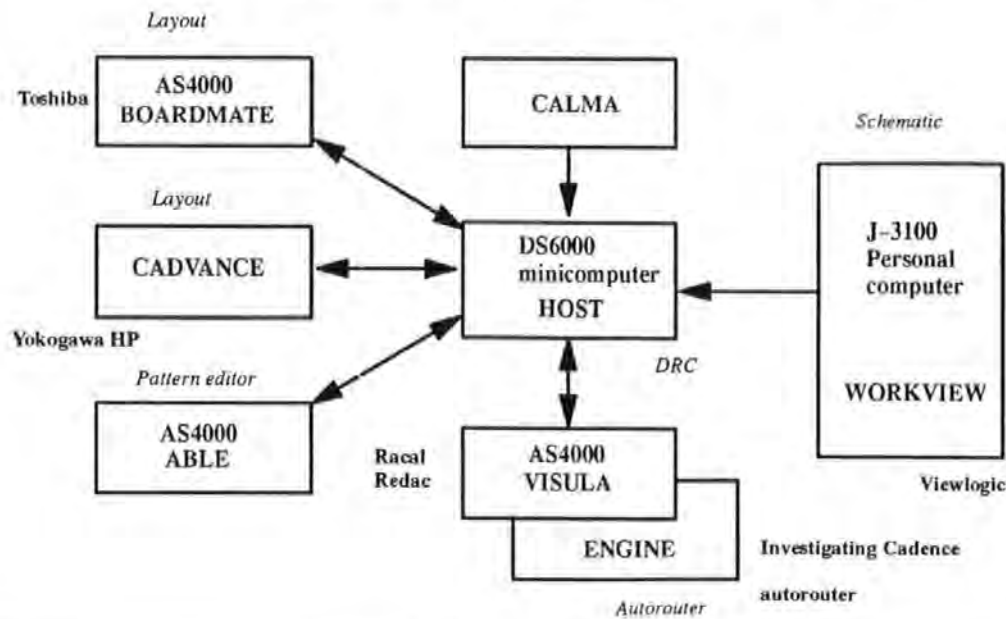 Layout
AS4000
BOARDMATE
Toshiba
CALMA
Schematic
Layout
CADVANCE
Yokogawa HP
DS6000
minicomputer
HOST
DRC
J-3100
Personal
computer
WORKVIEW
Viewlogic
Pattern editor
AS4000
ABLE
Racal
Redac
AS4000
VISULA
ENGINE
Autorouter
Investigating Cadence
autorouter